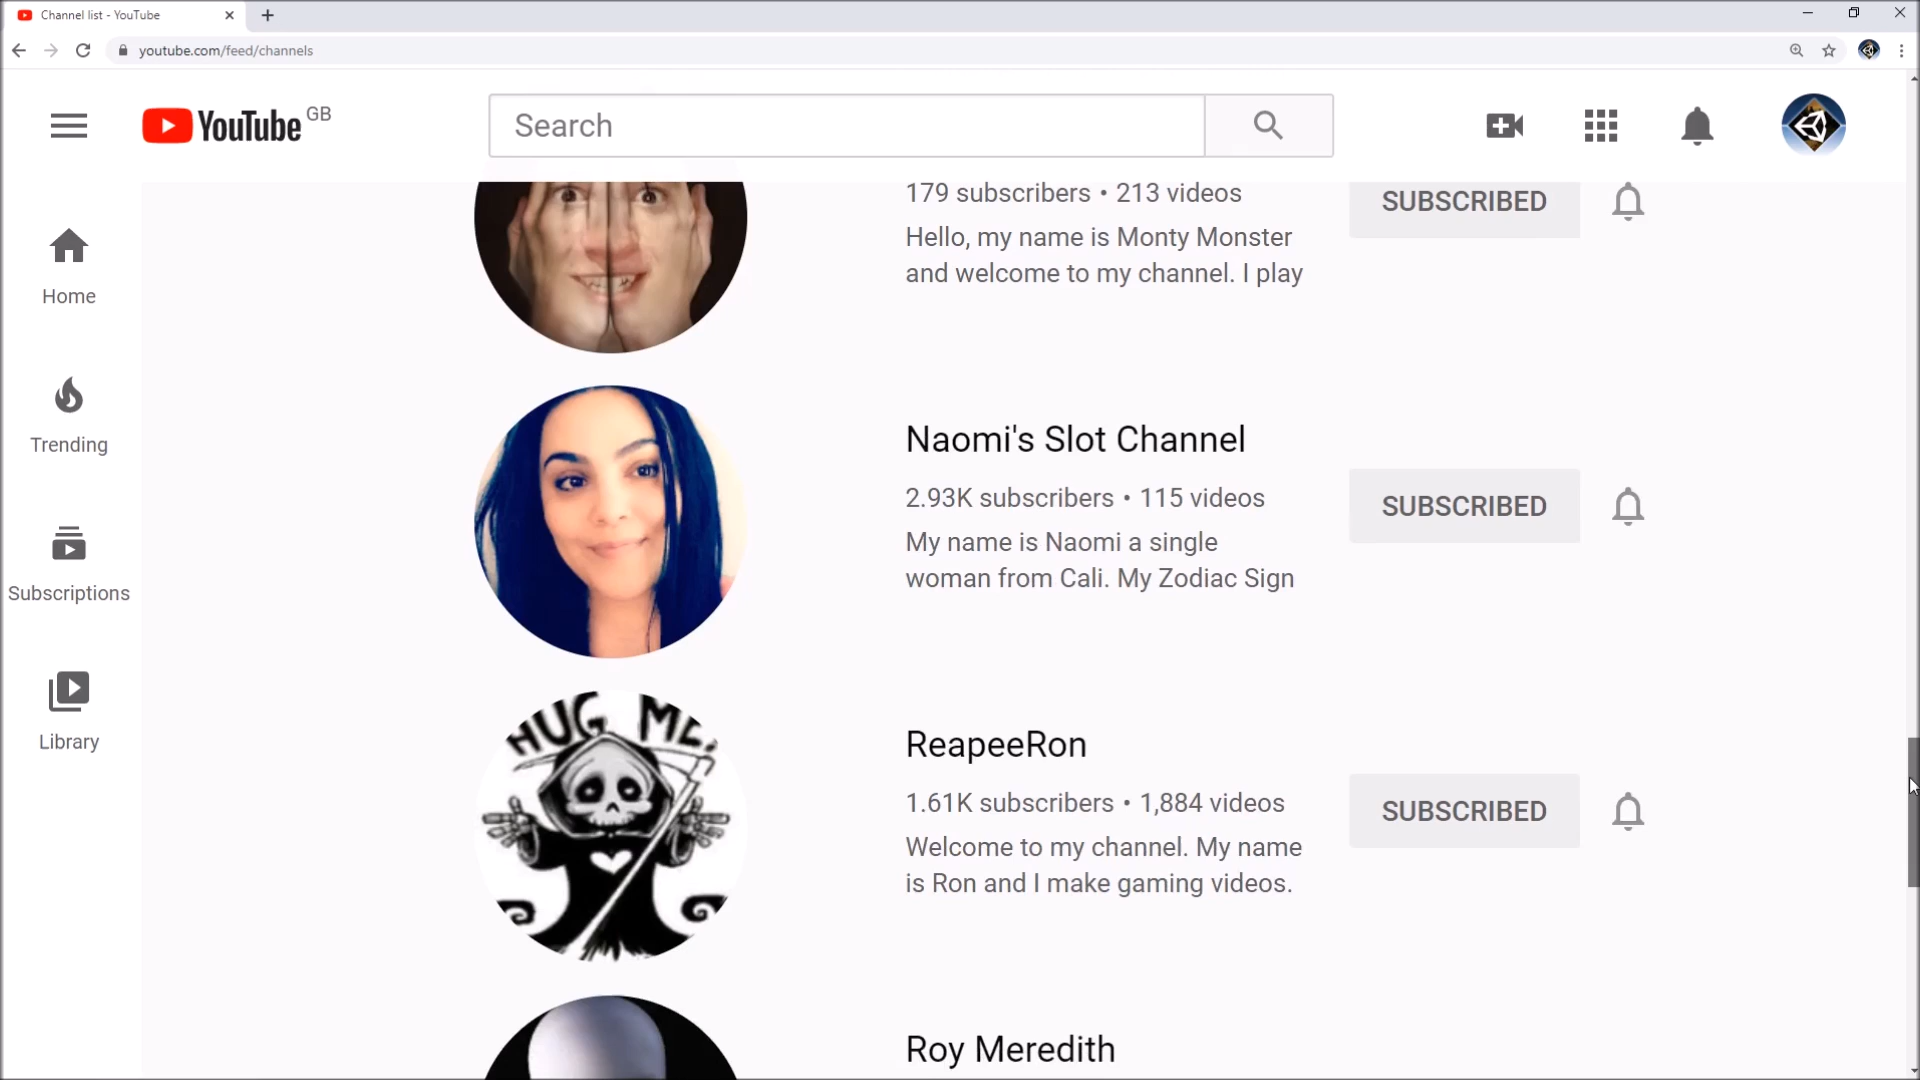 Channel list - YouTube
youtube.com/feed/channels
YouTube GB
Search
Home
Trending
Subscriptions
Library
179 subscribers • 213 videos
Hello, my name is Monty Monster
and welcome to my channel. I play
SUBSCRIBED
Naomi's Slot Channel
2.93K subscribers • 115 videos
My name is Naomi a single
woman from Cali. My Zodiac Sign
SUBSCRIBED
HUG ME!
ReapeeRon
1.61K subscribers • 1,884 videos
Welcome to my channel. My name
is Ron and I make gaming videos.
SUBSCRIBED
Roy Meredith